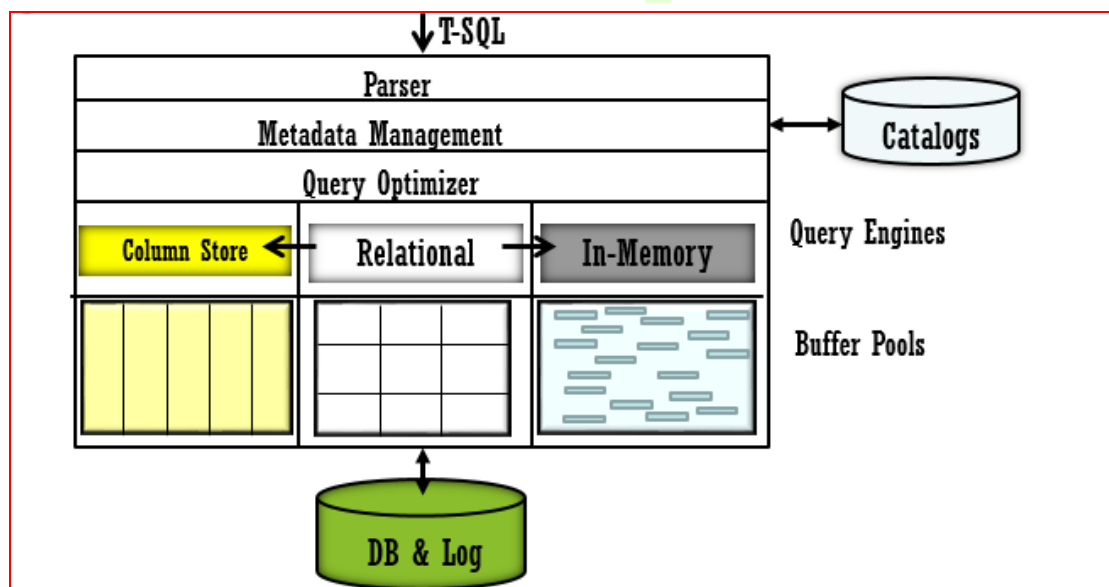 T-SQL
Parser
Metadata Management
Catalogs
Query Optimizer
Column Store
Relational
In-Memory
Query Engines
Buffer Pools
DB & Log